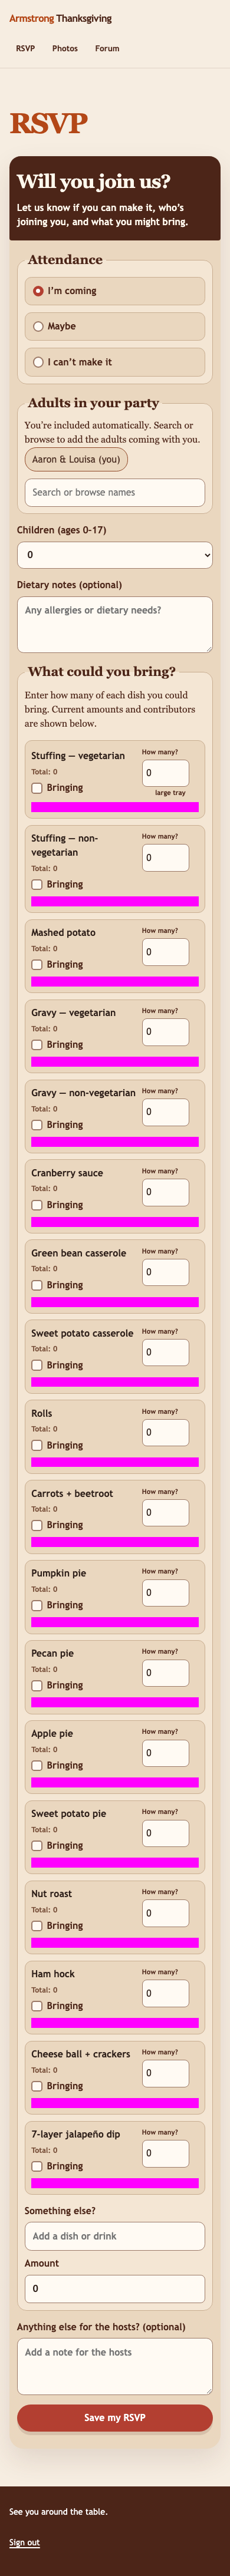 Armstrong Thanksgiving
RSVP Photos Forum
RSVP
Will you join us?
Let us know if you can make it, who's
joining you, and what you might bring.
Attendance
I'm coming
Maybe
I can't make it
Adults in your party
You're included automatically. Search or
browse to add the adults coming with you.
Aaron & Louisa (you)
Search or browse names
Children (ages 0–17)
0
Dietary notes (optional)
Any allergies or dietary needs?
What could you bring?
Enter how many of each dish you could
bring. Current amounts and contributors
are shown below.
Stuffing — vegetarian
Total: 0
Bringing
How many?
0
large tray
Stuffing — non-
vegetarian
Total: 0
Bringing
How many?
0
Mashed potato
Total: 0
Bringing
How many?
0
Gravy — vegetarian
Total: 0
Bringing
How many?
0
Gravy — non-vegetarian
Total: 0
Bringing
How many?
0
Cranberry sauce
Total: 0
Bringing
How many?
0
Green bean casserole
Total: 0
Bringing
How many?
0
Sweet potato casserole
Total: 0
Bringing
How many?
0
Rolls
Total: 0
Bringing
How many?
0
Carrots + beetroot
Total: 0
Bringing
How many?
0
Pumpkin pie
Total: 0
Bringing
How many?
0
Pecan pie
Total: 0
Bringing
How many?
0
Apple pie
Total: 0
Bringing
How many?
0
Sweet potato pie
Total: 0
Bringing
How many?
0
Nut roast
Total: 0
Bringing
How many?
0
Ham hock
Total: 0
Bringing
How many?
0
Cheese ball + crackers
Total: 0
Bringing
How many?
0
7-layer jalapeño dip
Total: 0
Bringing
How many?
0
Something else?
Add a dish or drink
Amount
0
Anything else for the hosts? (optional)
Add a note for the hosts
Save my RSVP
See you around the table.
Sign out